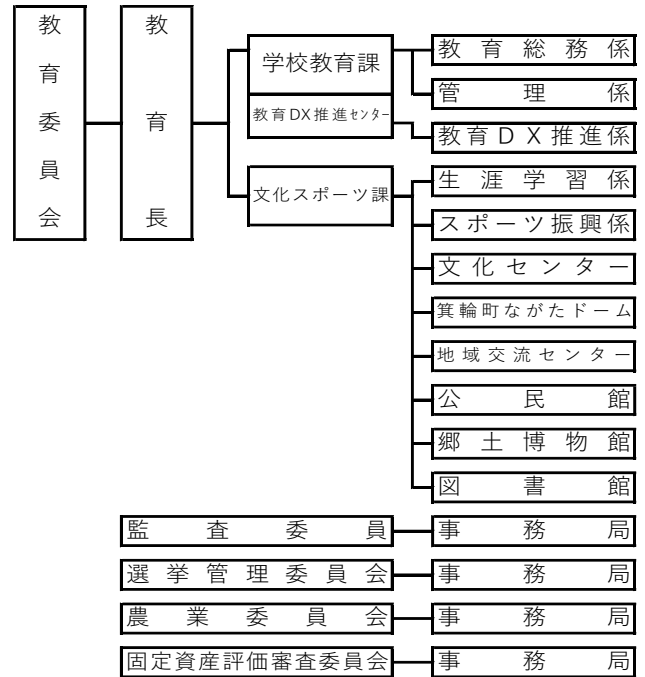 教育委員会
教育長
学校教育課
教育総務係
管理係
教育DX推進センター
教育DX推進係
文化スポーツ課
生涯学習係
スポーツ振興係
文化センター
箕輪町ながたドーム
地域交流センター
公民館
郷土博物館
図書館
監査委員
事務局
選挙管理委員会
事務局
農業委員会
事務局
固定資産評価審査委員会
事務局